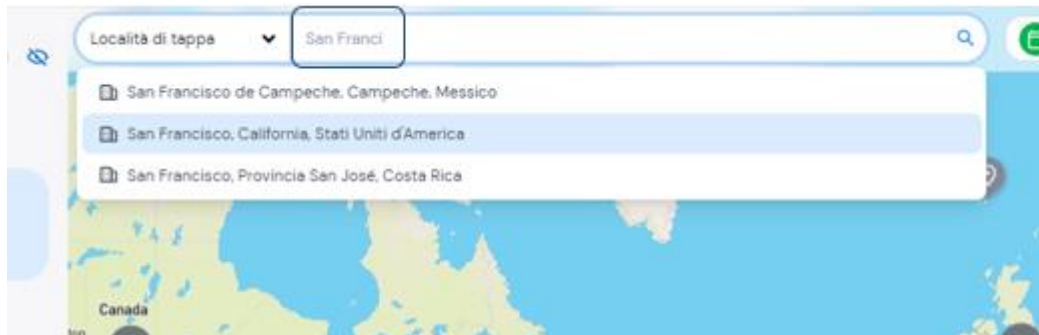 Località di tappa
San Franci
San Francisco de Campeche, Campeche, Messico
San Francisco, California, Stati Uniti d'America
San Francisco, Provincia San José, Costa Rica
Canada